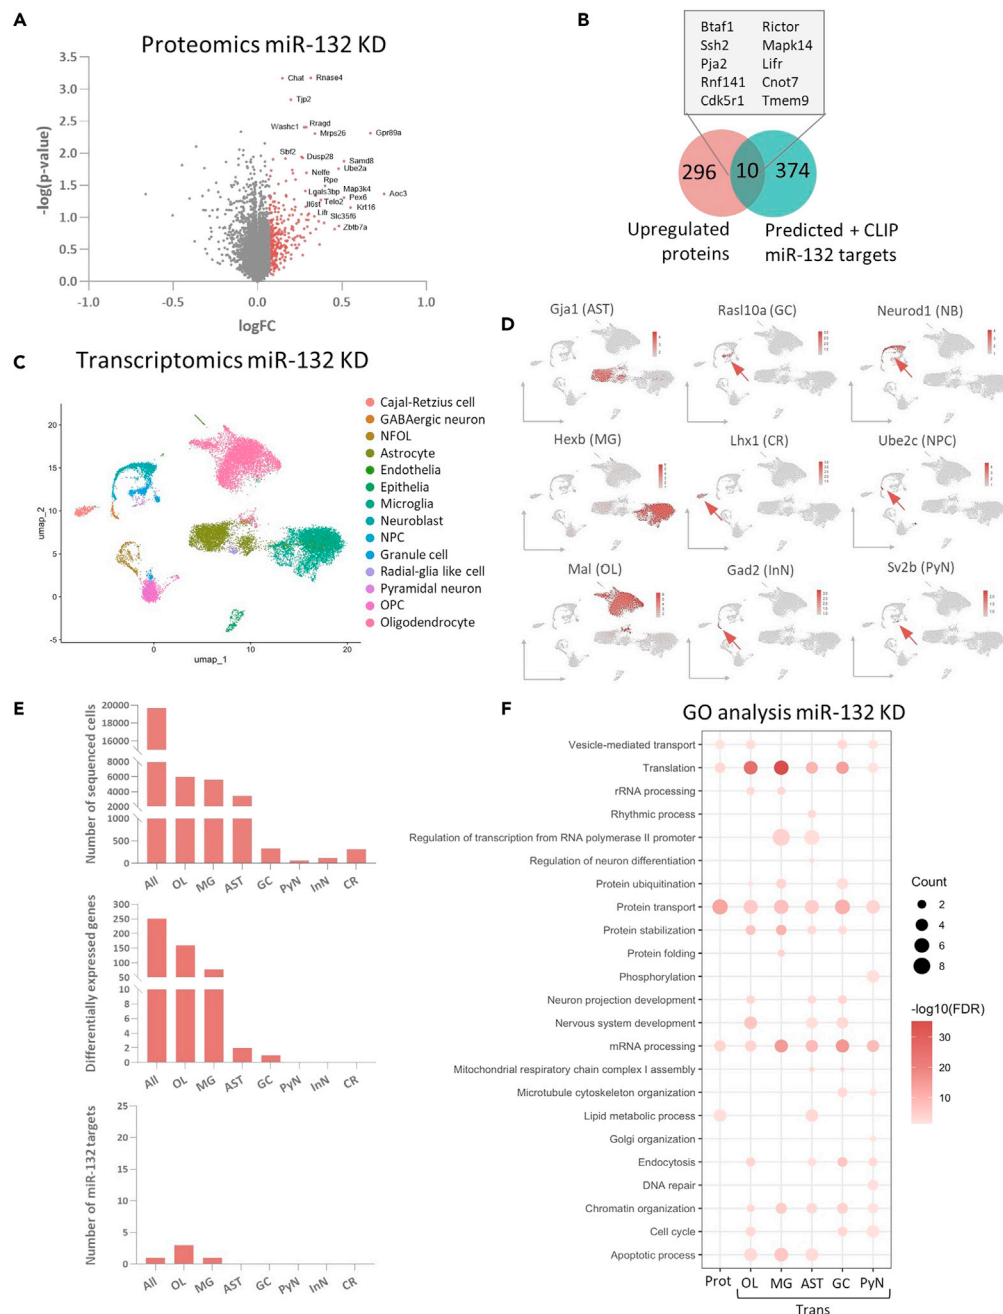 A
Proteomics miR-132 KD
3.5
3.0
2.5
2.0
1.5
1.0
0.5
0.0
-log(p-value)
-1.0
-0.5
0.0
0.5
1.0
logFC
Chat
Rnase4
Tjp2
Washc1
Rragd
Mrps26
Gpr89a
Sbf2
Dusp28
Samd8
Ube2a
Nelfe
Rpe
Lgals3bp
Map3k4
Aoc3
Pex6
Il6st
Telo2
Krt16
Lifr
Slc35f6
Zbtb7a
B
Btaf1 Rictor
Ssh2 Mapk14
Pja2 Lifr
Rnf141 Cnot7
Cdk5r1 Tmem9
296 10 374
Upregulated
proteins
Predicted + CLIP
miR-132 targets
C
Transcriptomics miR-132 KD
20
15
10
5
0
-5
umap_2
0 10 20
umap_1
Cajal-Retzius cell
GABAergic neuron
NFOL
Astrocyte
Endothelia
Epithelia
Microglia
Neuroblast
NPC
Granule cell
Radial-glia like cell
Pyramidal neuron
OPC
Oligodendrocyte
D
Gja1 (AST)
Rasl10a (GC)
Neurod1 (NB)
Hexb (MG)
Lhx1 (CR)
Ube2c (NPC)
Mal (OL)
Gad2 (InN)
Sv2b (PyN)
E
Number of sequenced cells
20000
18000
16000
14000
8000
6000
4000
2000
1000
500
0
All OL MG AST GC PyN InN CR
Differentially expressed genes
300
250
200
150
100
50
10
8
6
4
2
0
All OL MG AST GC PyN InN CR
Number of miR-132 targets
25
20
15
10
5
0
All OL MG AST GC PyN InN CR
F
GO analysis miR-132 KD
Vesicle-mediated transport
Translation
rRNA processing
Rhythmic process
Regulation of transcription from RNA polymerase II promoter
Regulation of neuron differentiation
Protein ubiquitination
Protein transport
Protein stabilization
Protein folding
Phosphorylation
Neuron projection development
Nervous system development
mRNA processing
Mitochondrial respiratory chain complex I assembly
Microtubule cytoskeleton organization
Lipid metabolic process
Golgi organization
Endocytosis
DNA repair
Chromatin organization
Cell cycle
Apoptotic process
Prot OL MG AST GC PyN
Trans
Count
2
4
6
8
-log10(FDR)
30
20
10